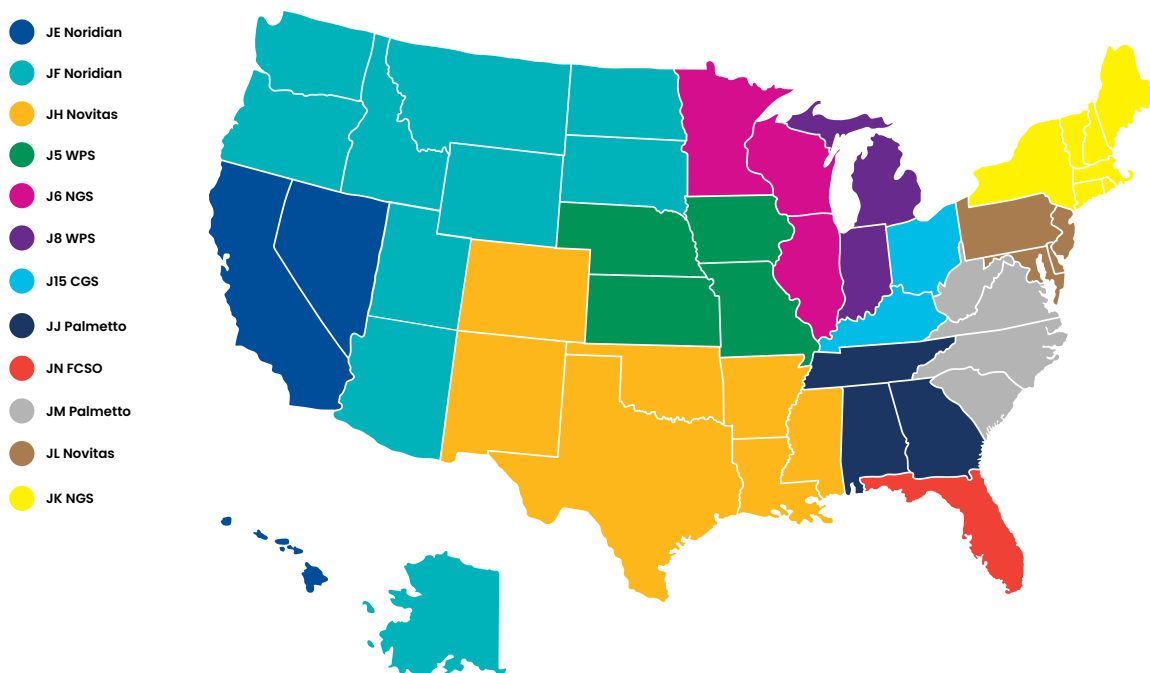 JE Noridian
JF Noridian
JH Novitas
J5 WPS
J6 NGS
J8 WPS
J15 CGS
JJ Palmetto
JN FCSO
JM Palmetto
JL Novitas
JK NGS